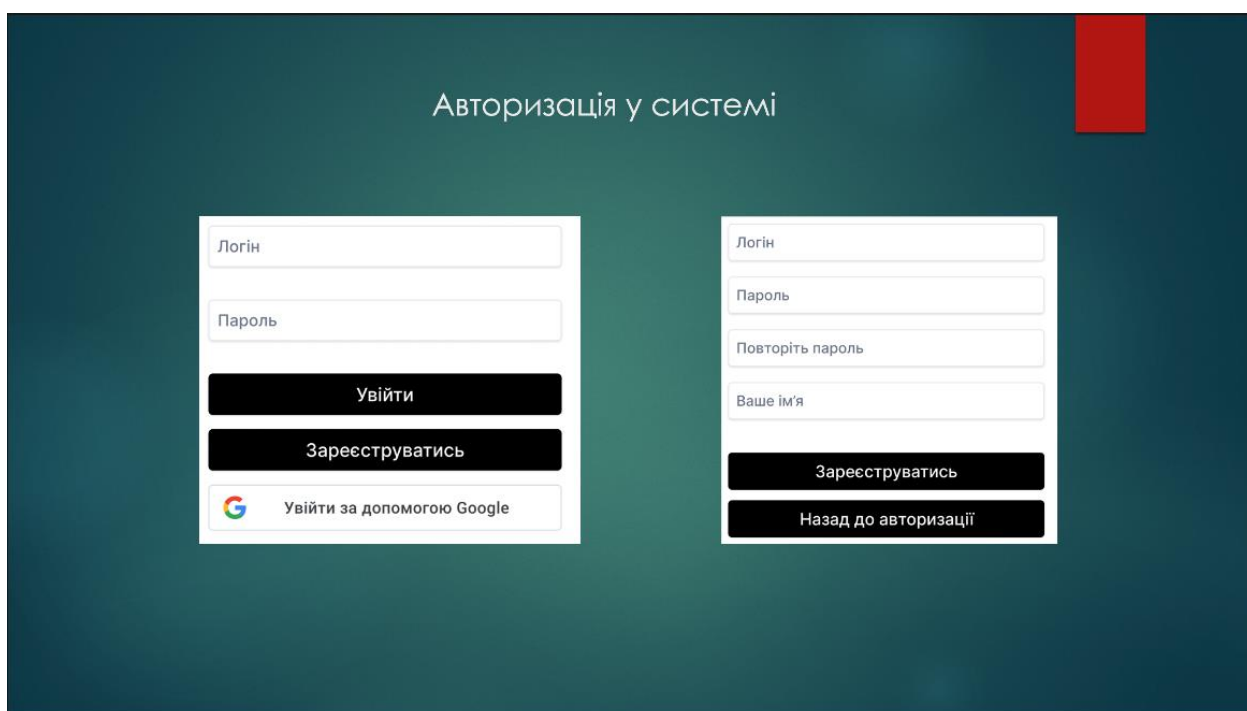 Авторизація у системі
Логін
Пароль
Увійти
Зареєструватись
Увійти за допомогою Google
Логін
Пароль
Повторіть пароль
Ваше ім'я
Зареєструватись
Назад до авторизації